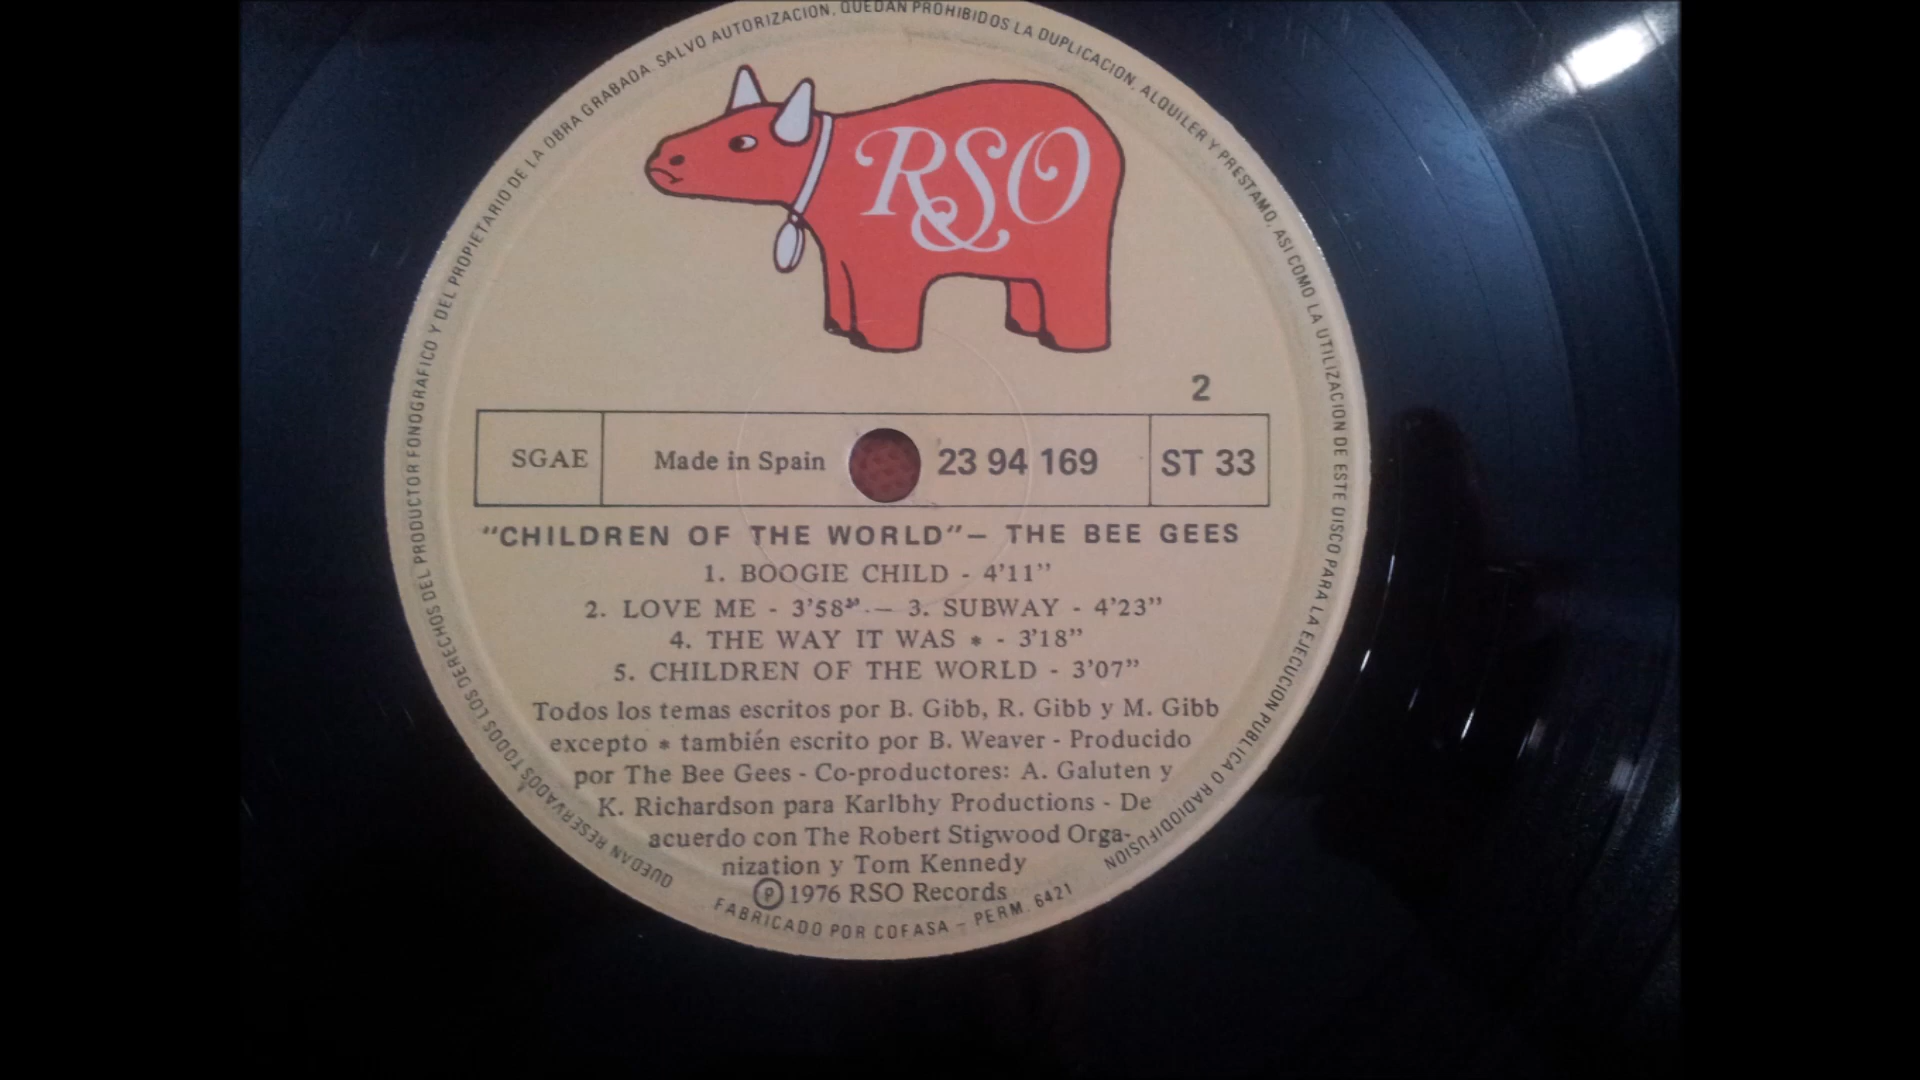 QUEDAN RESERVADOS TODOS LOS DERECHOS DEL PRODUCTOR FONOGRAFICO Y DEL PROPIETARIO DE LA OBRA GRABADA. SALVO AUTORIZACION, QUEDAN PROHIBIDOS LA DUPLICACION, ALQUILER Y PRESTAMO, ASI COMO LA UTILIZACION DE ESTE DISCO PARA LA EJECUCION PUBLICA O RADIODIFUSION
RSO
2
SGAE Made in Spain 23 94 169 ST 33
"CHILDREN OF THE WORLD"– THE BEE GEES
1. BOOGIE CHILD - 4'11"
2. LOVE ME - 3'58" – 3. SUBWAY - 4'23"
4. THE WAY IT WAS * - 3'18"
5. CHILDREN OF THE WORLD - 3'07"
Todos los temas escritos por B. Gibb, R. Gibb y M. Gibb
excepto * también escrito por B. Weaver - Producido
por The Bee Gees - Co-productores: A. Galuten y
K. Richardson para Karlbhy Productions - De
acuerdo con The Robert Stigwood Orga-
nization y Tom Kennedy
℗ 1976 RSO Records
FABRICADO POR COFASA – PERM. 6421